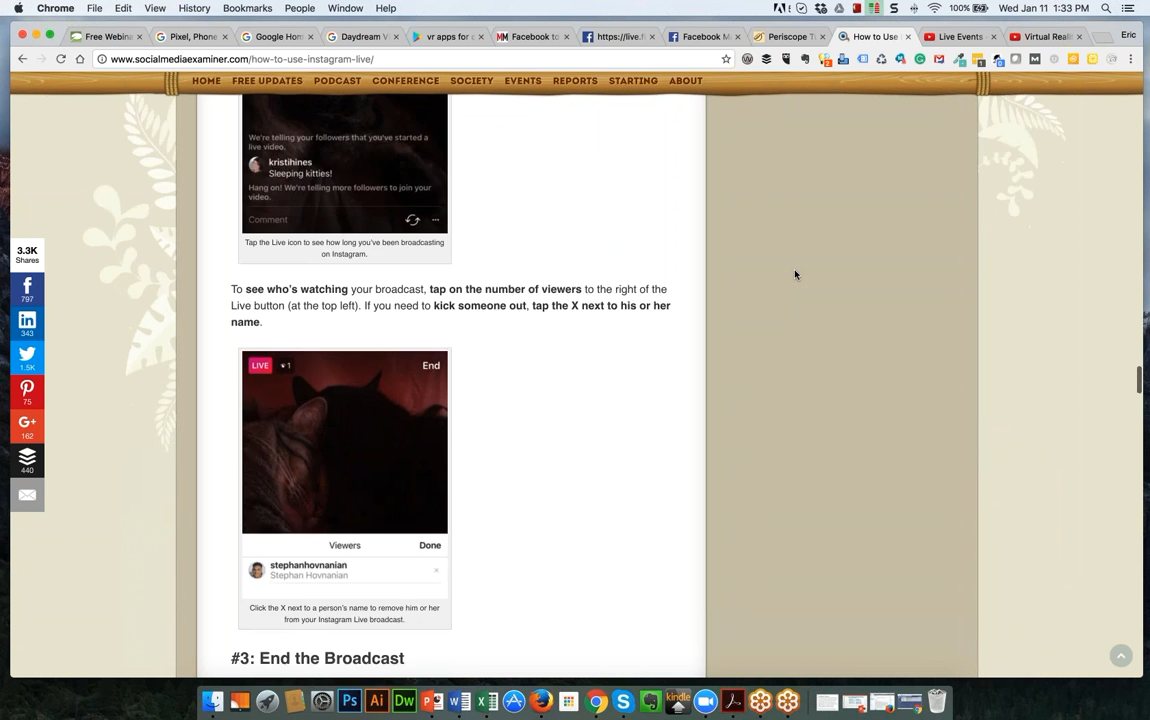 Chrome File Edit View History Bookmarks People Window Help 100% Wed Jan 11 1:33 PM
Free Webina Pixel, Phone Google Hom Daydream V vr apps for c Facebook to https://live.f Facebook M Periscope T How to Use Live Events - Virtual Reali Eric
www.socialmediaexaminer.com/how-to-use-instagram-live/
HOME FREE UPDATES PODCAST CONFERENCE SOCIETY EVENTS REPORTS STARTING ABOUT
We're telling your followers that you've started a
live video.
kristihines
Sleeping kitties!
Hang on! We're telling more followers to join your
video.
Comment
Tap the Live icon to see how long you've been broadcasting
on Instagram.
3.3K
Shares
797
343
1.5K
75
G+
162
440
To see who's watching your broadcast, tap on the number of viewers to the right of the
Live button (at the top left). If you need to kick someone out, tap the X next to his or her
name.
LIVE 1 End
Viewers Done
stephanhovnanian
Stephan Hovnanian
Click the X next to a person's name to remove him or her
from your Instagram Live broadcast.
#3: End the Broadcast
Ps Ai Dw kindle